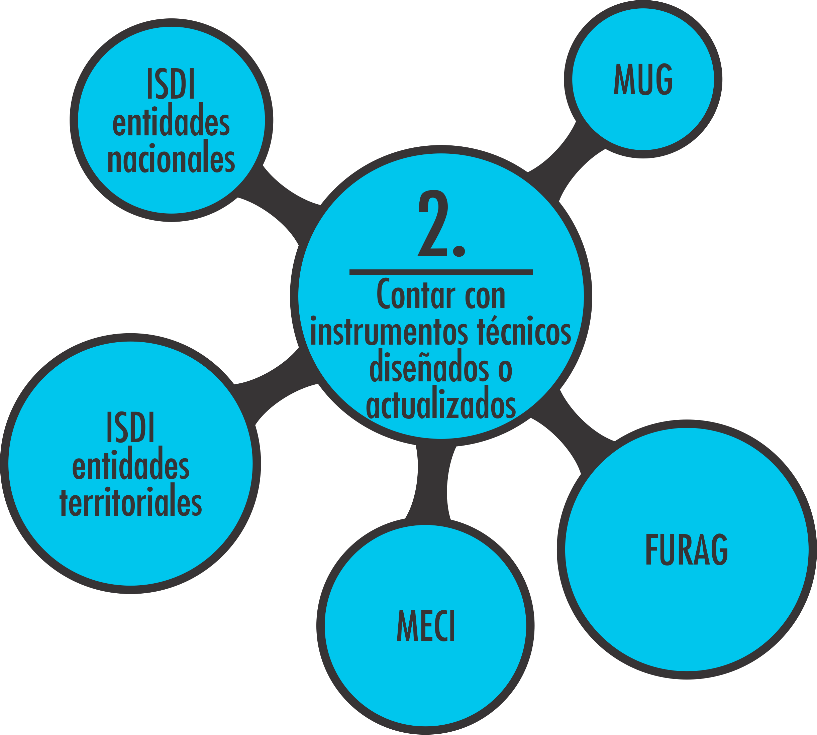 ISDI
entidades
nacionales
MUG
2.
Contar con
instrumentos técnicos
diseñados o
actualizados
ISDI
entidades
territoriales
MECI
FURAG